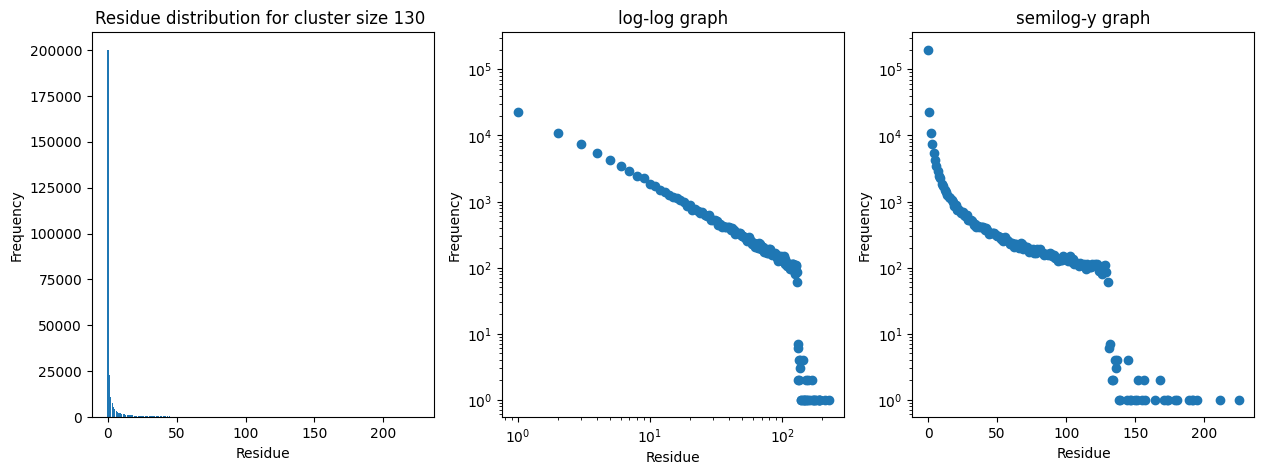 Residue distribution for cluster size 130
Frequency
200000
175000
150000
125000
100000
75000
50000
25000
0
0 50 100 150 200
Residue
log-log graph
Frequency
10^5
10^4
10^3
10^2
10^1
10^0
10^0 10^1 10^2
Residue
semilog-y graph
Frequency
10^5
10^4
10^3
10^2
10^1
10^0
0 50 100 150 200
Residue